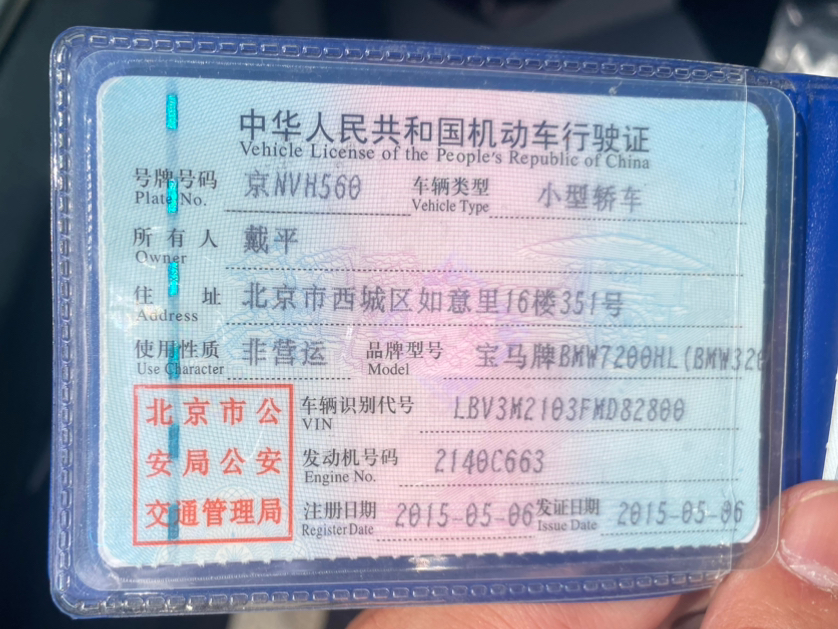 中华人民共和国机动车行驶证
Vehicle License of the People's Republic of China
号牌号码 京NVH560 车辆类型 小型轿车
Plate No. Vehicle Type
所有人 戴平
Owner
住址 北京市西城区如意里16楼351号
Address
使用性质 非营运 品牌型号 宝马牌BMW7200HL(BMW320
Use Character Model
北京市公安局公安交通管理局
车辆识别代号 LBV3M2103FMD82800
VIN
发动机号码 2140C663
Engine No.
注册日期 2015-05-06 发证日期 2015-05-06
Register Date Issue Date